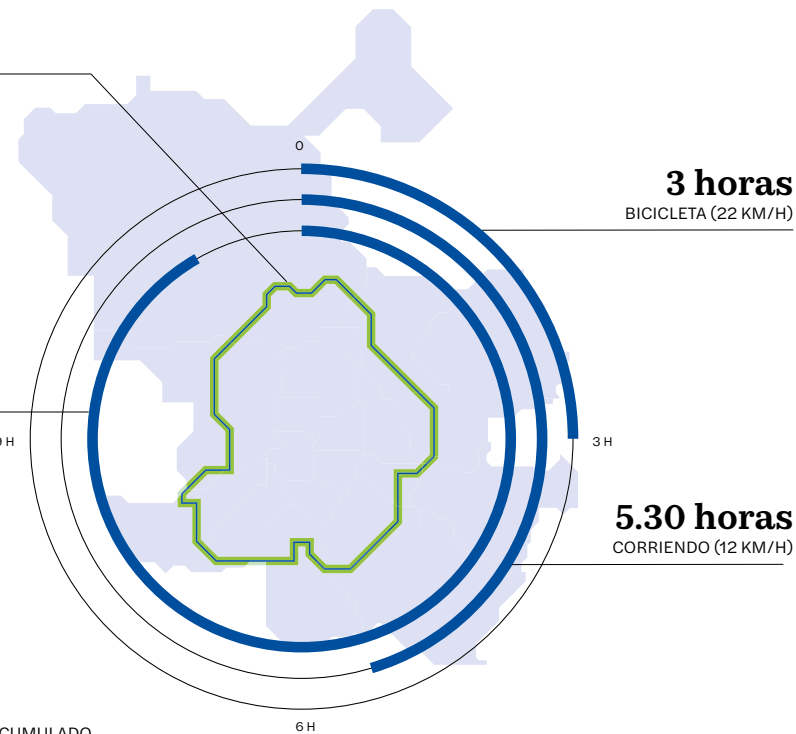 0
3 horas
BICICLETA (22 KM/H)
3 H
5.30 horas
CORRIENDO (12 KM/H)
6 H